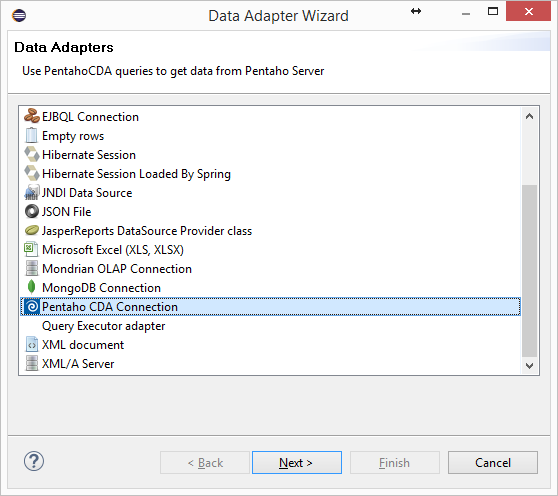 Data Adapter Wizard
Data Adapters
Use PentahoCDA queries to get data from Pentaho Server
EJBQL Connection
Empty rows
Hibernate Session
Hibernate Session Loaded By Spring
JNDI Data Source
JSON File
JasperReports DataSource Provider class
Microsoft Excel (XLS, XLSX)
Mondrian OLAP Connection
MongoDB Connection
Pentaho CDA Connection
Query Executor adapter
XML document
XML/A Server
< Back
Next >
Finish
Cancel